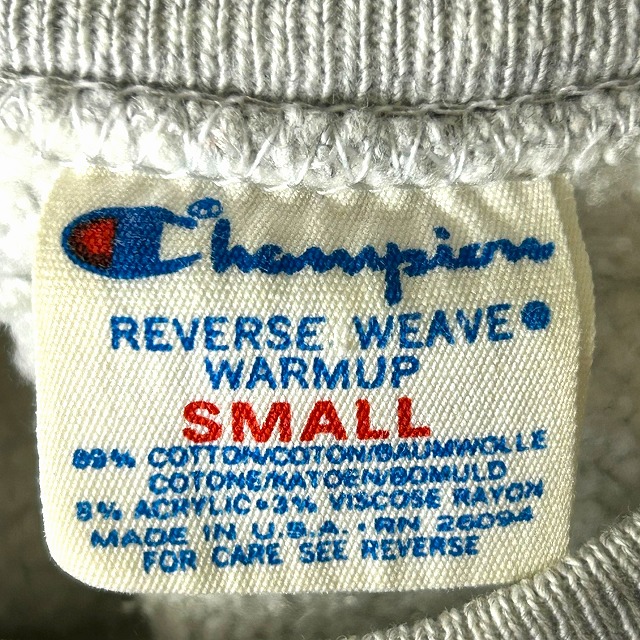 Champion
REVERSE WEAVE
WARMUP
SMALL
89% COTTON/COTON/BAUMWOLLE
COTONE/KATOEN/BOMULD
8% ACRYLIC • 3% VISCOSE RAYON
MADE IN U.S.A. • RN 26094
FOR CARE SEE REVERSE